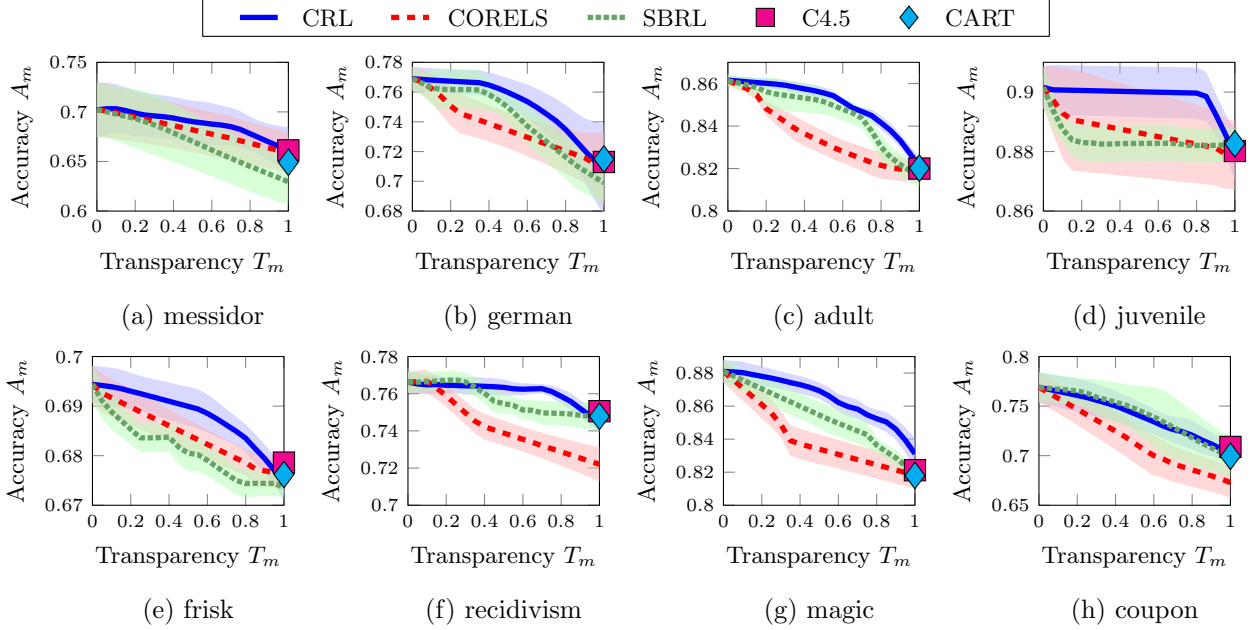 CRL CORELS SBRL C4.5 CART
0.75 0.7 0.65 0.6
Accuracy A_m
0 0.2 0.4 0.6 0.8 1
Transparency T_m
(a) messidor
0.78 0.76 0.74 0.72 0.7 0.68
Accuracy A_m
0 0.2 0.4 0.6 0.8 1
Transparency T_m
(b) german
0.86 0.84 0.82 0.8
Accuracy A_m
0 0.2 0.4 0.6 0.8 1
Transparency T_m
(c) adult
0.9 0.88 0.86
Accuracy A_m
0 0.2 0.4 0.6 0.8 1
Transparency T_m
(d) juvenile
0.7 0.69 0.68 0.67
Accuracy A_m
0 0.2 0.4 0.6 0.8 1
Transparency T_m
(e) frisk
0.78 0.76 0.74 0.72 0.7
Accuracy A_m
0 0.2 0.4 0.6 0.8 1
Transparency T_m
(f) recidivism
0.88 0.86 0.84 0.82 0.8
Accuracy A_m
0 0.2 0.4 0.6 0.8 1
Transparency T_m
(g) magic
0.8 0.75 0.7 0.65
Accuracy A_m
0 0.2 0.4 0.6 0.8 1
Transparency T_m
(h) coupon